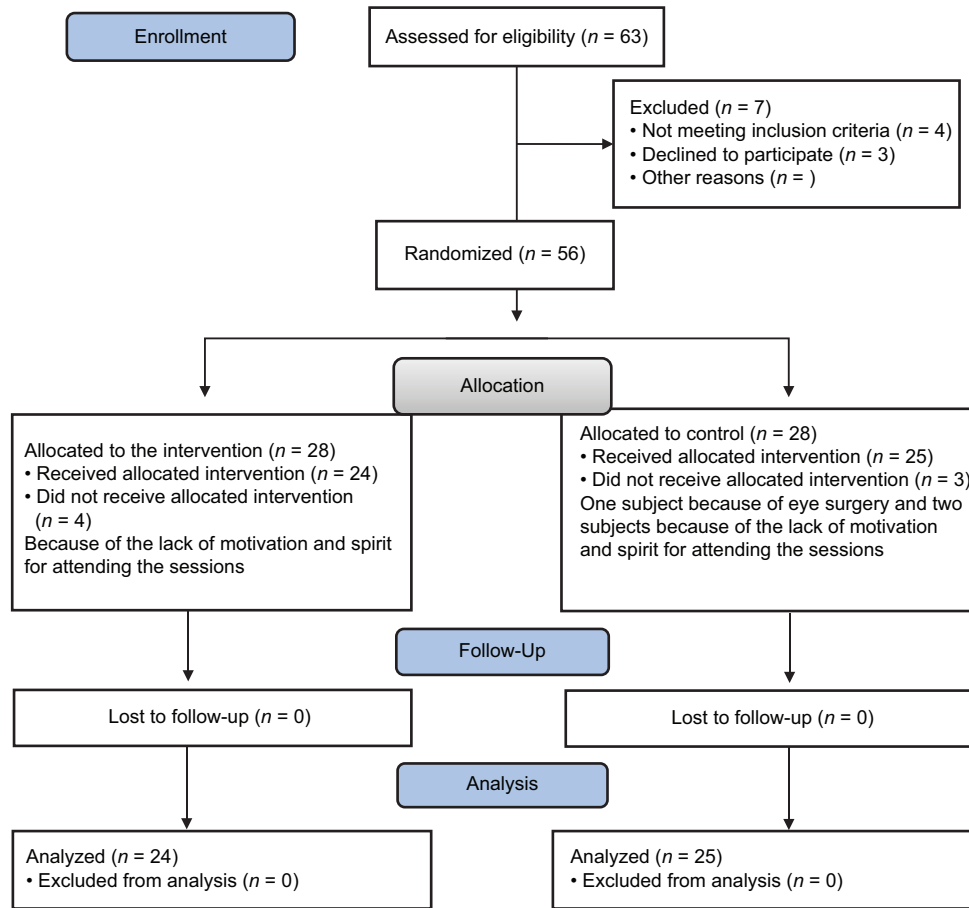 Enrollment
Assessed for eligibility (n = 63)
Excluded (n = 7)
• Not meeting inclusion criteria (n = 4)
• Declined to participate (n = 3)
• Other reasons (n = )
Randomized (n = 56)
Allocation
Allocated to the intervention (n = 28)
• Received allocated intervention (n = 24)
• Did not receive allocated intervention
(n = 4)
Because of the lack of motivation and spirit
for attending the sessions
Allocated to control (n = 28)
• Received allocated intervention (n = 25)
• Did not receive allocated intervention (n = 3)
One subject because of eye surgery and two
subjects because of the lack of motivation
and spirit for attending the sessions
Follow-Up
Lost to follow-up (n = 0)
Lost to follow-up (n = 0)
Analysis
Analyzed (n = 24)
• Excluded from analysis (n = 0)
Analyzed (n = 25)
• Excluded from analysis (n = 0)